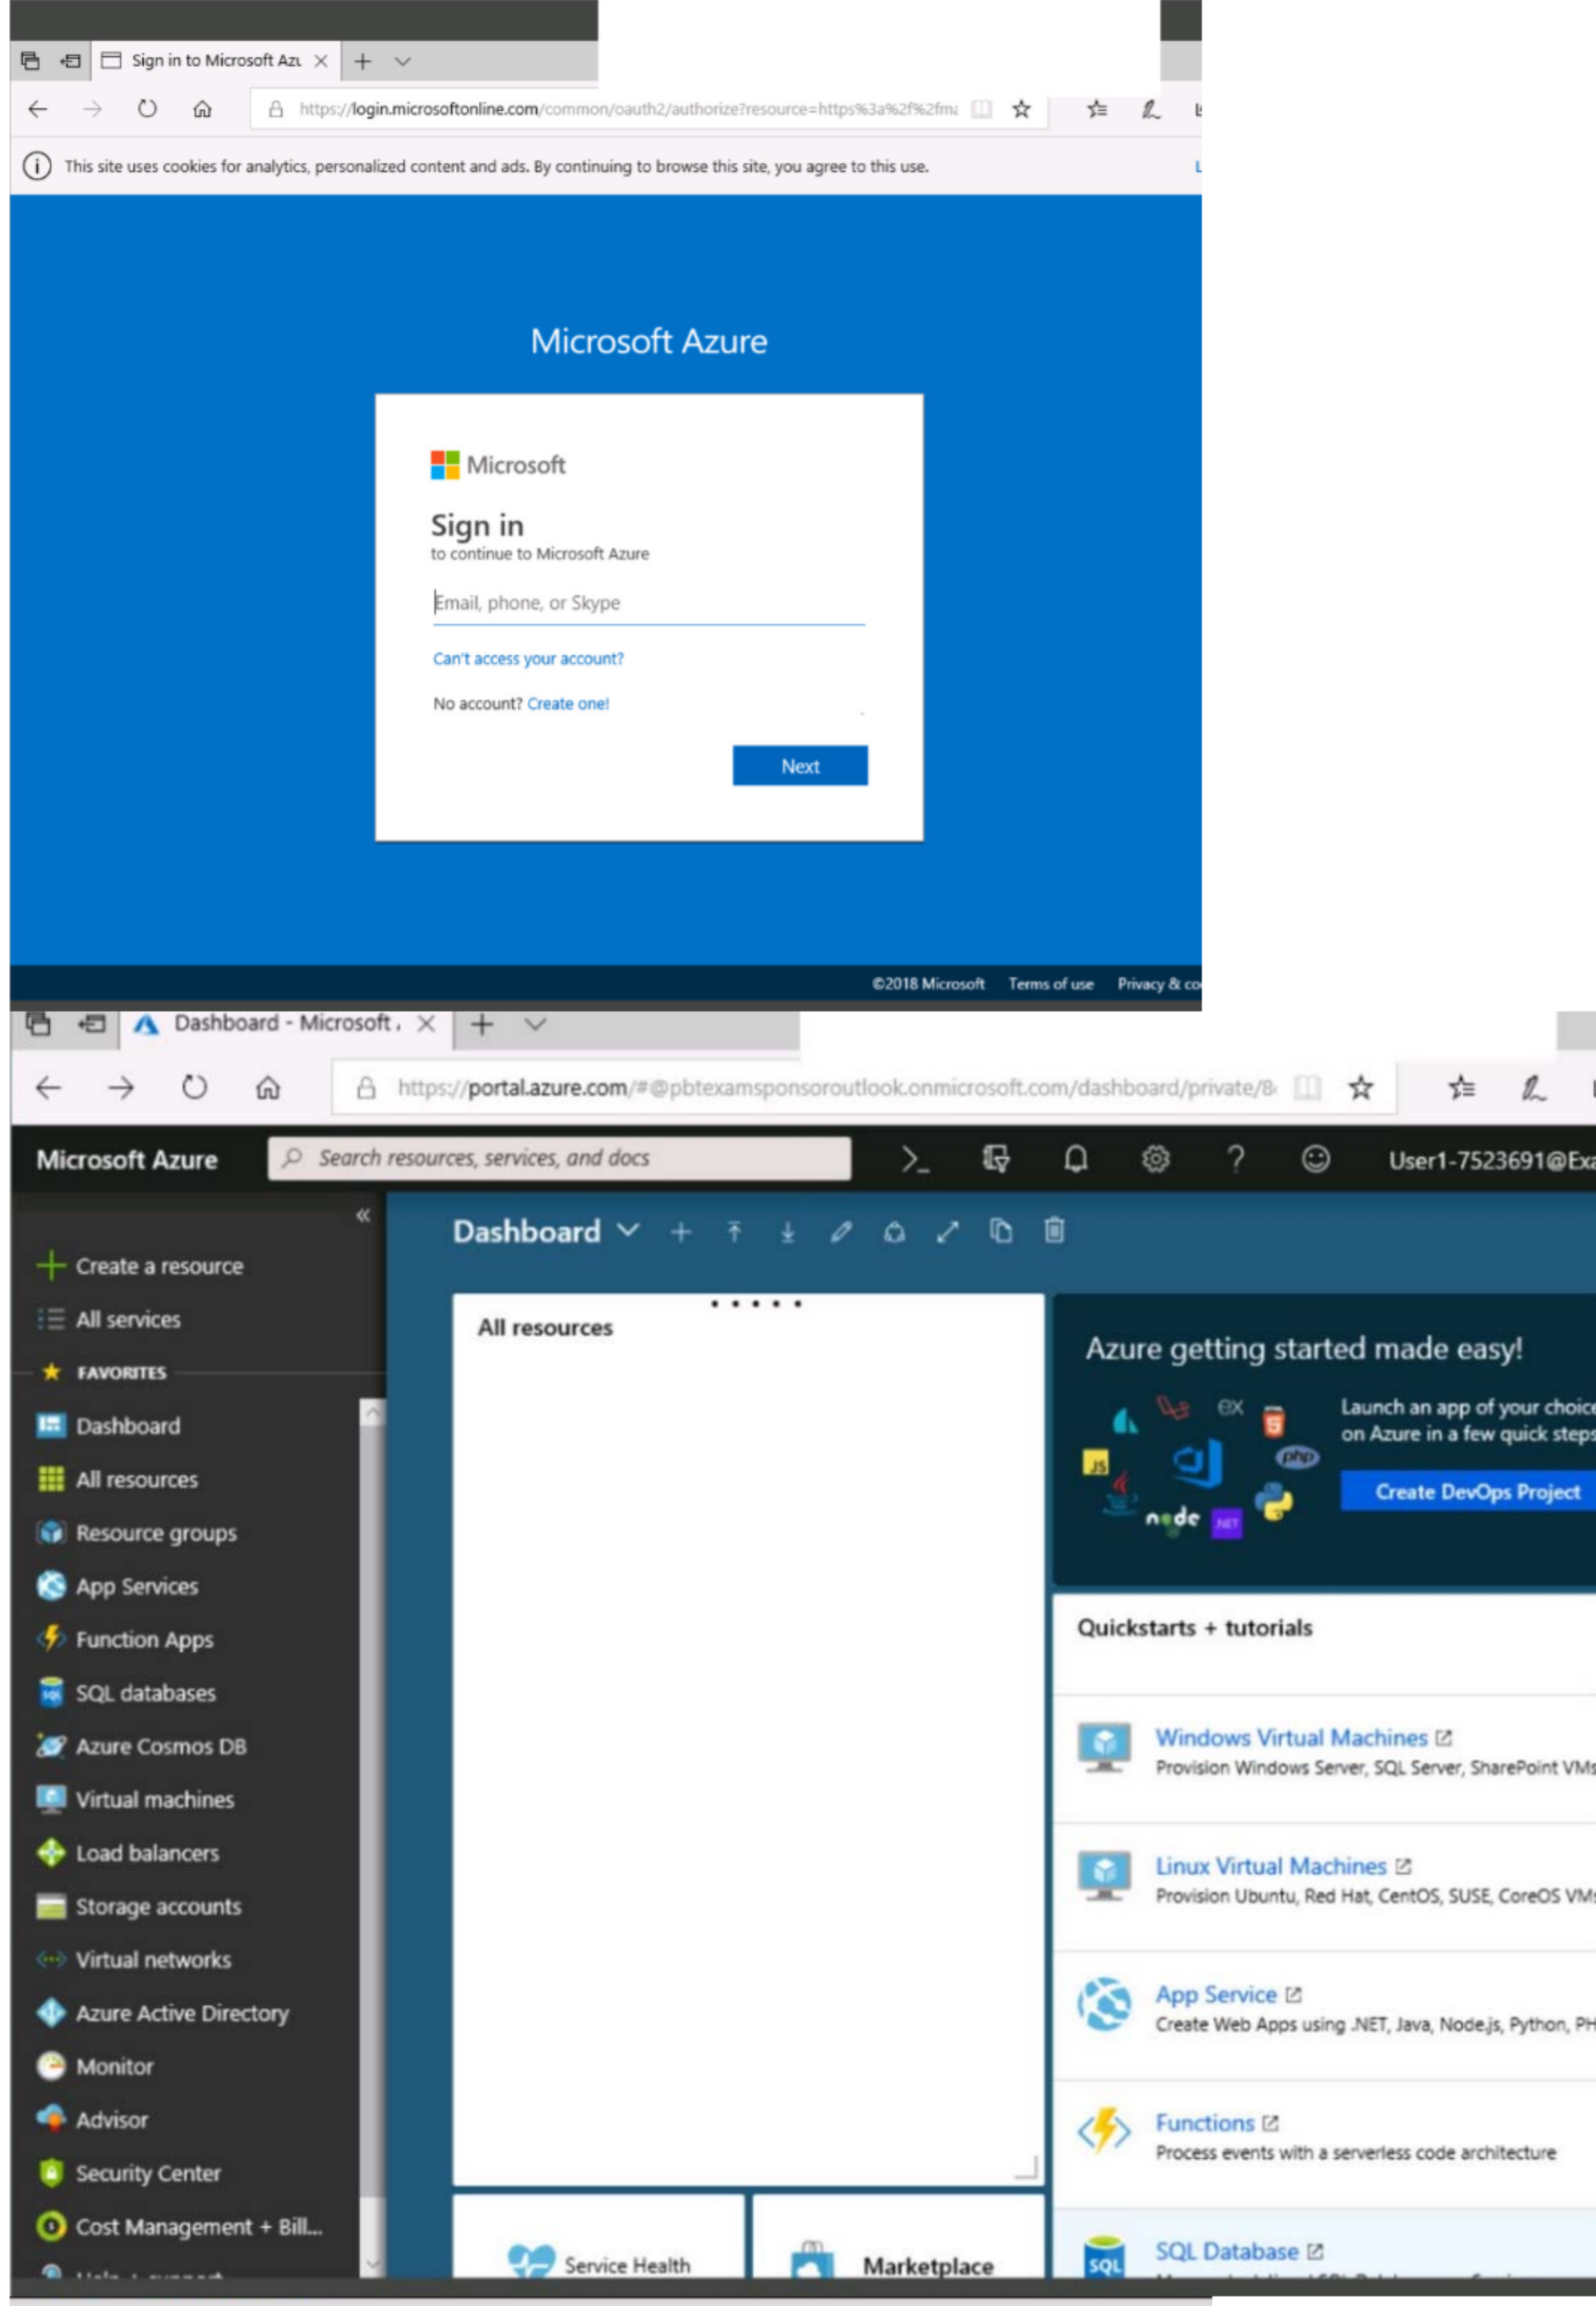 Sign in to Microsoft Azu
https://login.microsoftonline.com/common/oauth2/authorize?resource=https%3a%2f%2fma
This site uses cookies for analytics, personalized content and ads. By continuing to browse this site, you agree to this use.
Microsoft Azure
Microsoft
Sign in
to continue to Microsoft Azure
Email, phone, or Skype
Can't access your account?
No account? Create one!
Next
©2018 Microsoft Terms of use Privacy & co
Dashboard - Microsoft
https://portal.azure.com/#@pbtexamsponsoroutlook.onmicrosoft.com/dashboard/private/8
Microsoft Azure
Search resources, services, and docs
User1-7523691@Exa
Dashboard
Create a resource
All services
FAVORITES
Dashboard
All resources
Resource groups
App Services
Function Apps
SQL databases
Azure Cosmos DB
Virtual machines
Load balancers
Storage accounts
Virtual networks
Azure Active Directory
Monitor
Advisor
Security Center
Cost Management + Bill...
All resources
Service Health
Marketplace
Azure getting started made easy!
ex
5
JS
php
node
.NET
Launch an app of your choice
on Azure in a few quick steps
Create DevOps Project
Quickstarts + tutorials
Windows Virtual Machines
Provision Windows Server, SQL Server, SharePoint VMs
Linux Virtual Machines
Provision Ubuntu, Red Hat, CentOS, SUSE, CoreOS VMs
App Service
Create Web Apps using .NET, Java, Node.js, Python, PH
Functions
Process events with a serverless code architecture
SQL
SQL Database